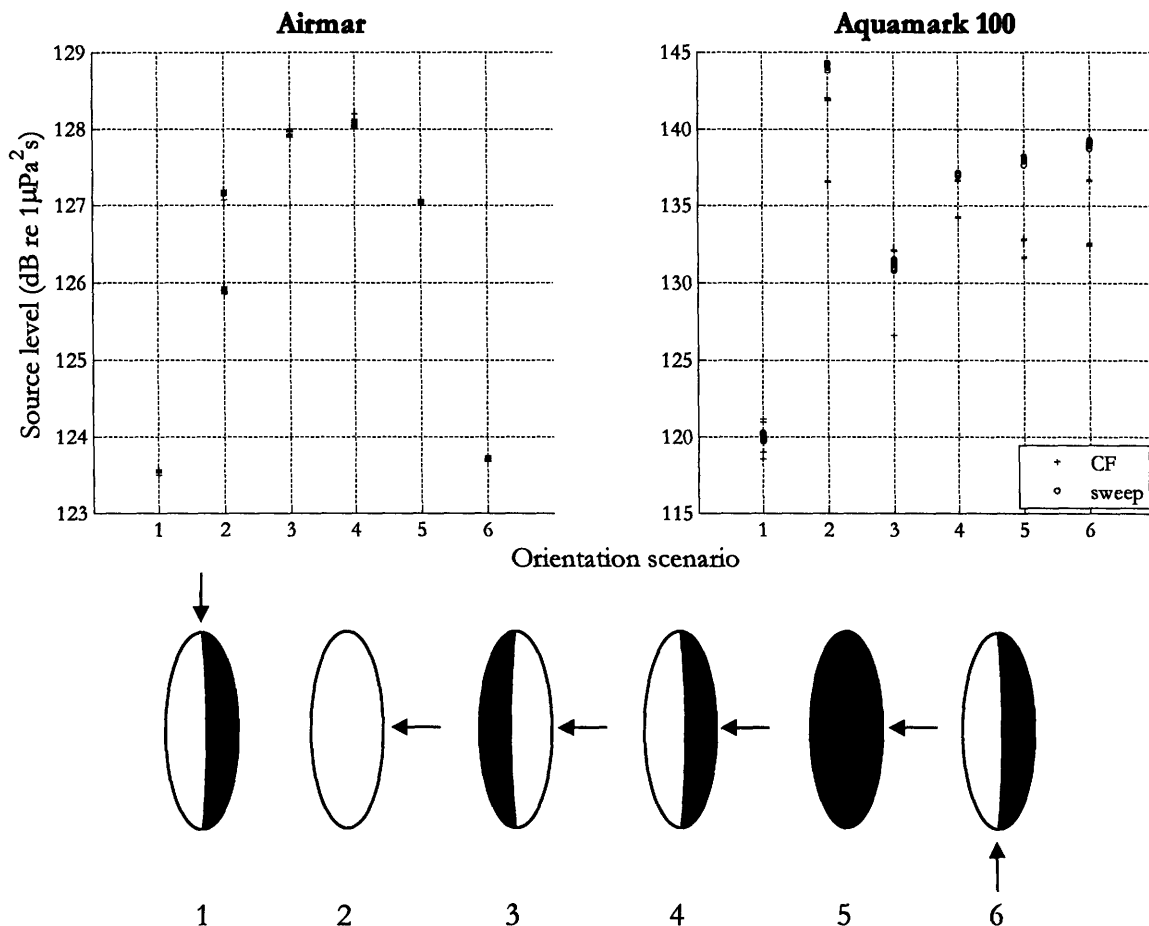 Airmar
Aquamark 100
Source level (dB re 1μPa²s)
129
128
127
126
125
124
123
1 2 3 4 5 6
145
140
135
130
125
120
115
1 2 3 4 5 6
+ CF
o sweep
Orientation scenario
1 2 3 4 5 6